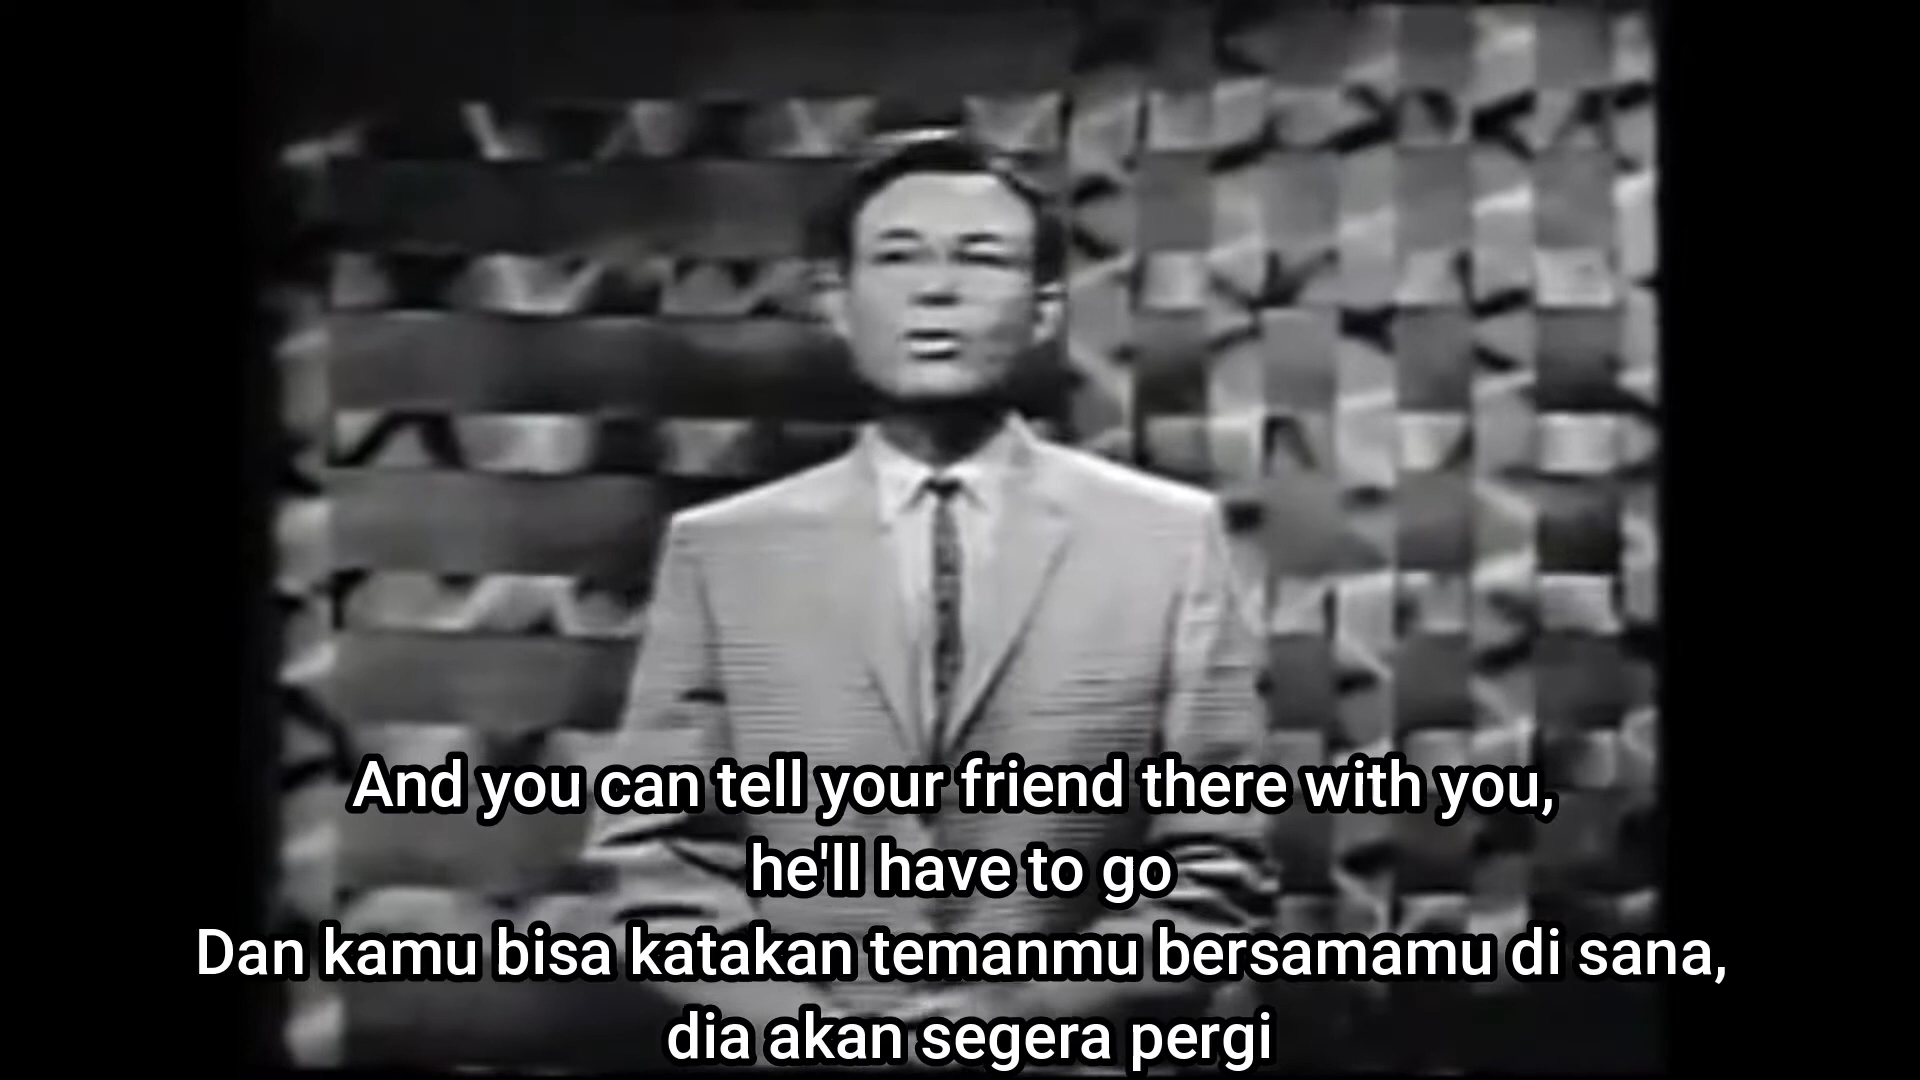 And you can tell your friend there with you,
he'll have to go
Dan kamu bisa katakan temanmu bersamamu di sana,
dia akan segera pergi